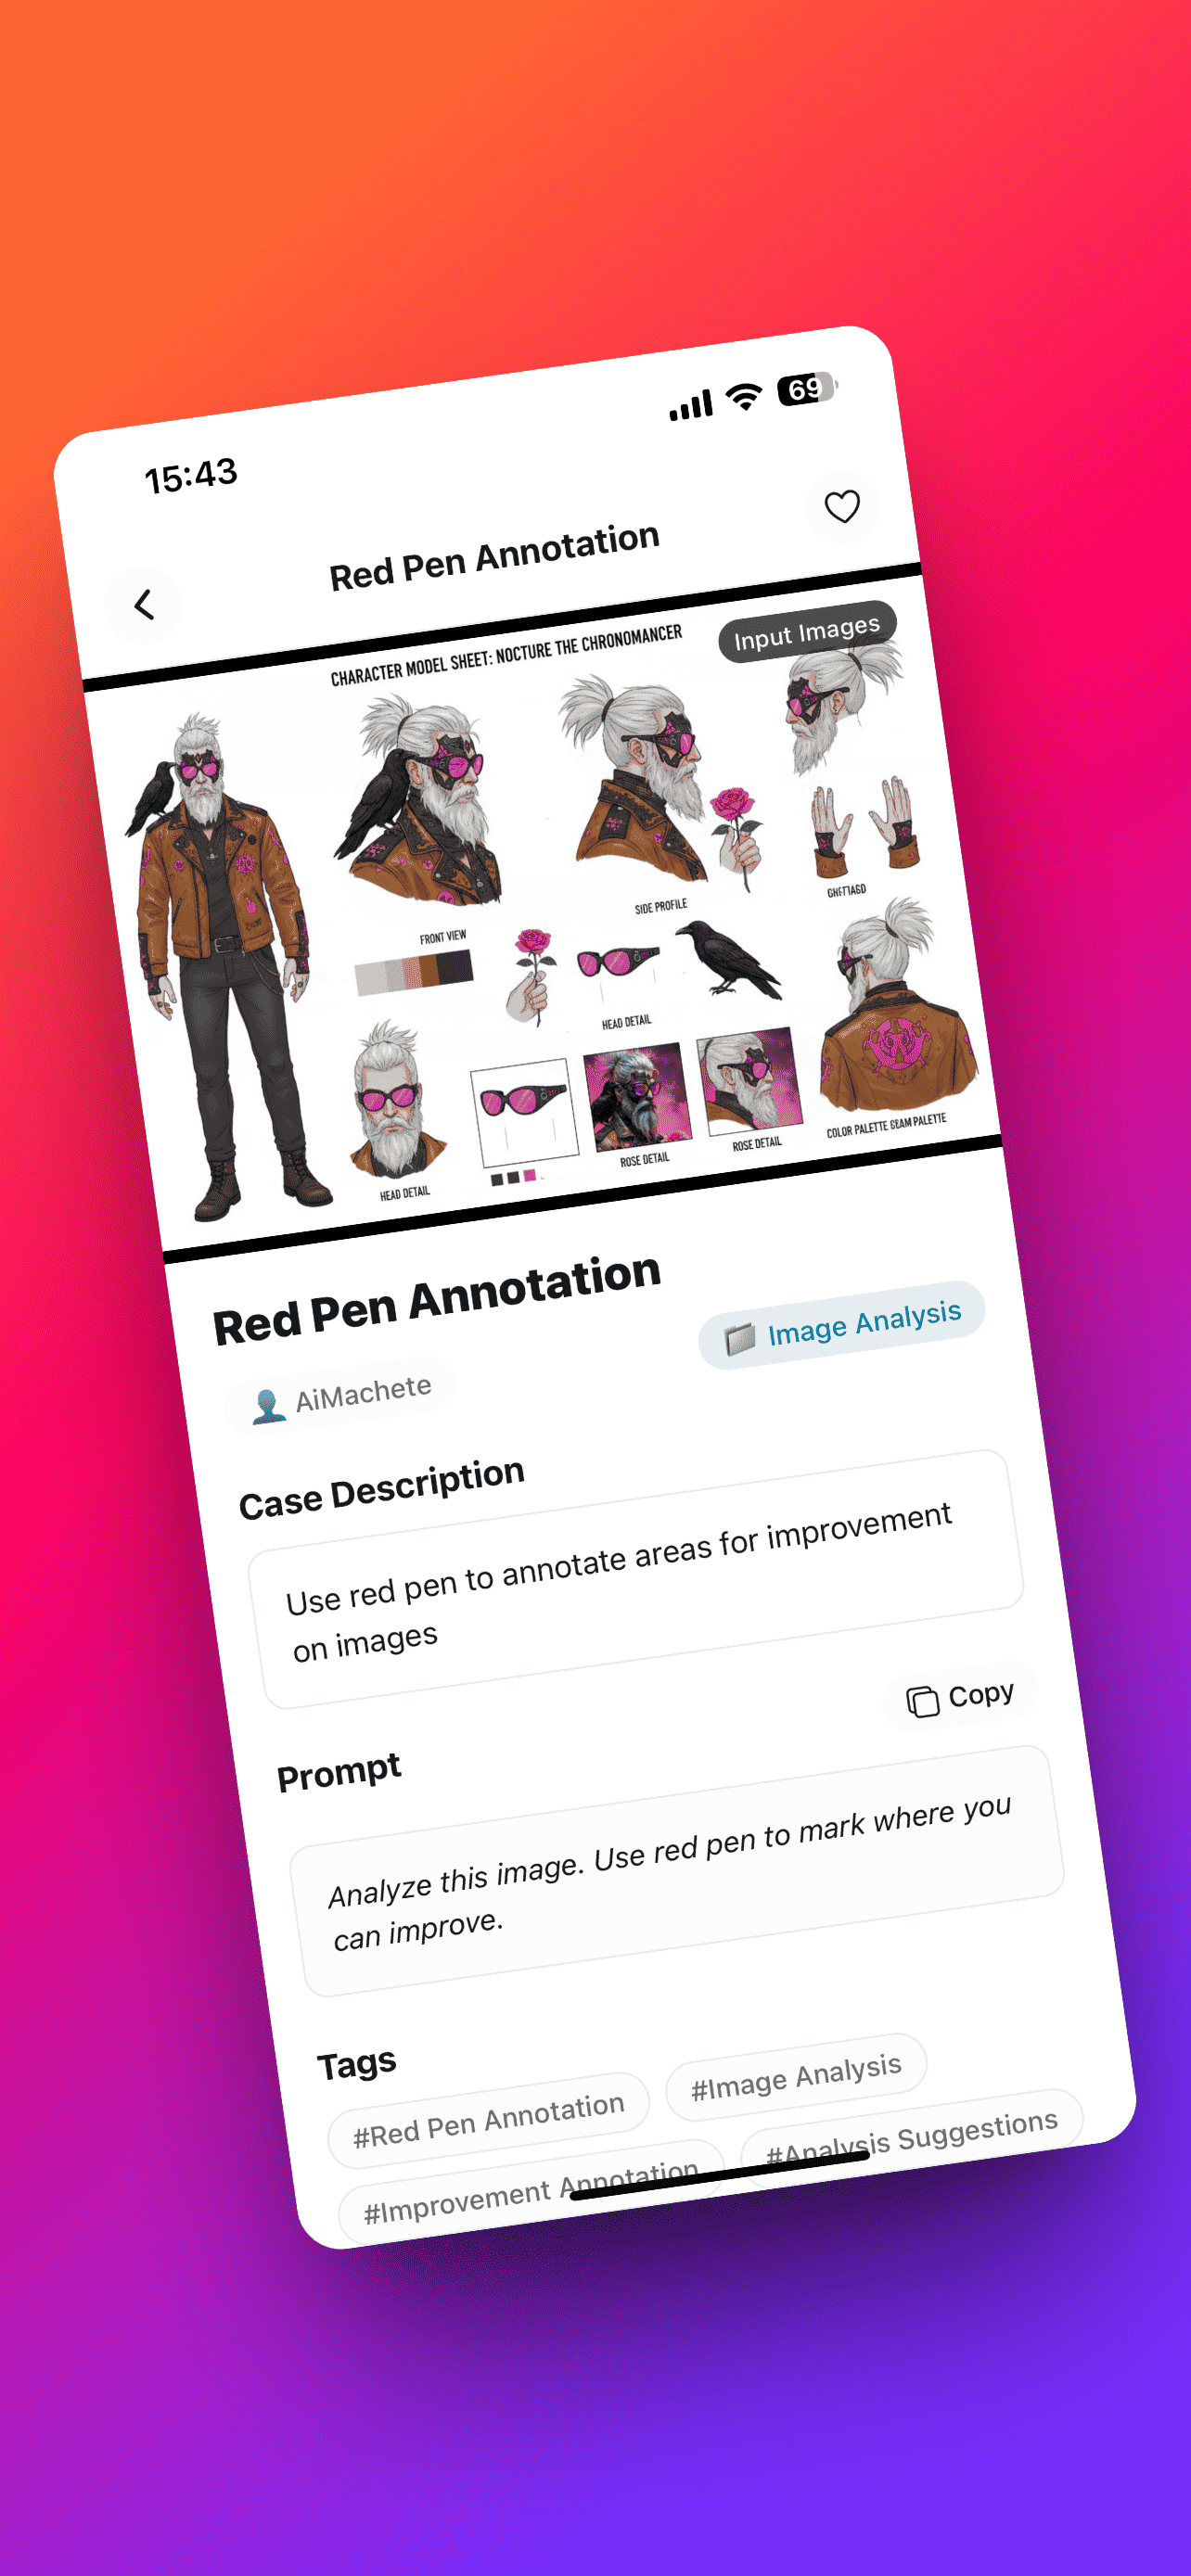 15:43
69
Red Pen Annotation
Input Images
CHARACTER MODEL SHEET: NOCTURE THE CHRONOMANCER
SIDE PROFILE
GHETIAGD
FRONT VIEW
HEAD DETAIL
HEAD DETAIL
ROSE DETAIL
ROSE DETAIL
COLOR PALETTE GEAM PALETTE
Red Pen Annotation
Image Analysis
AiMachete
Case Description
Use red pen to annotate areas for improvement
on images
Copy
Prompt
Analyze this image. Use red pen to mark where you
can improve.
Tags
#Red Pen Annotation
#Image Analysis
#Improvement Annotation
#Analysis Suggestions